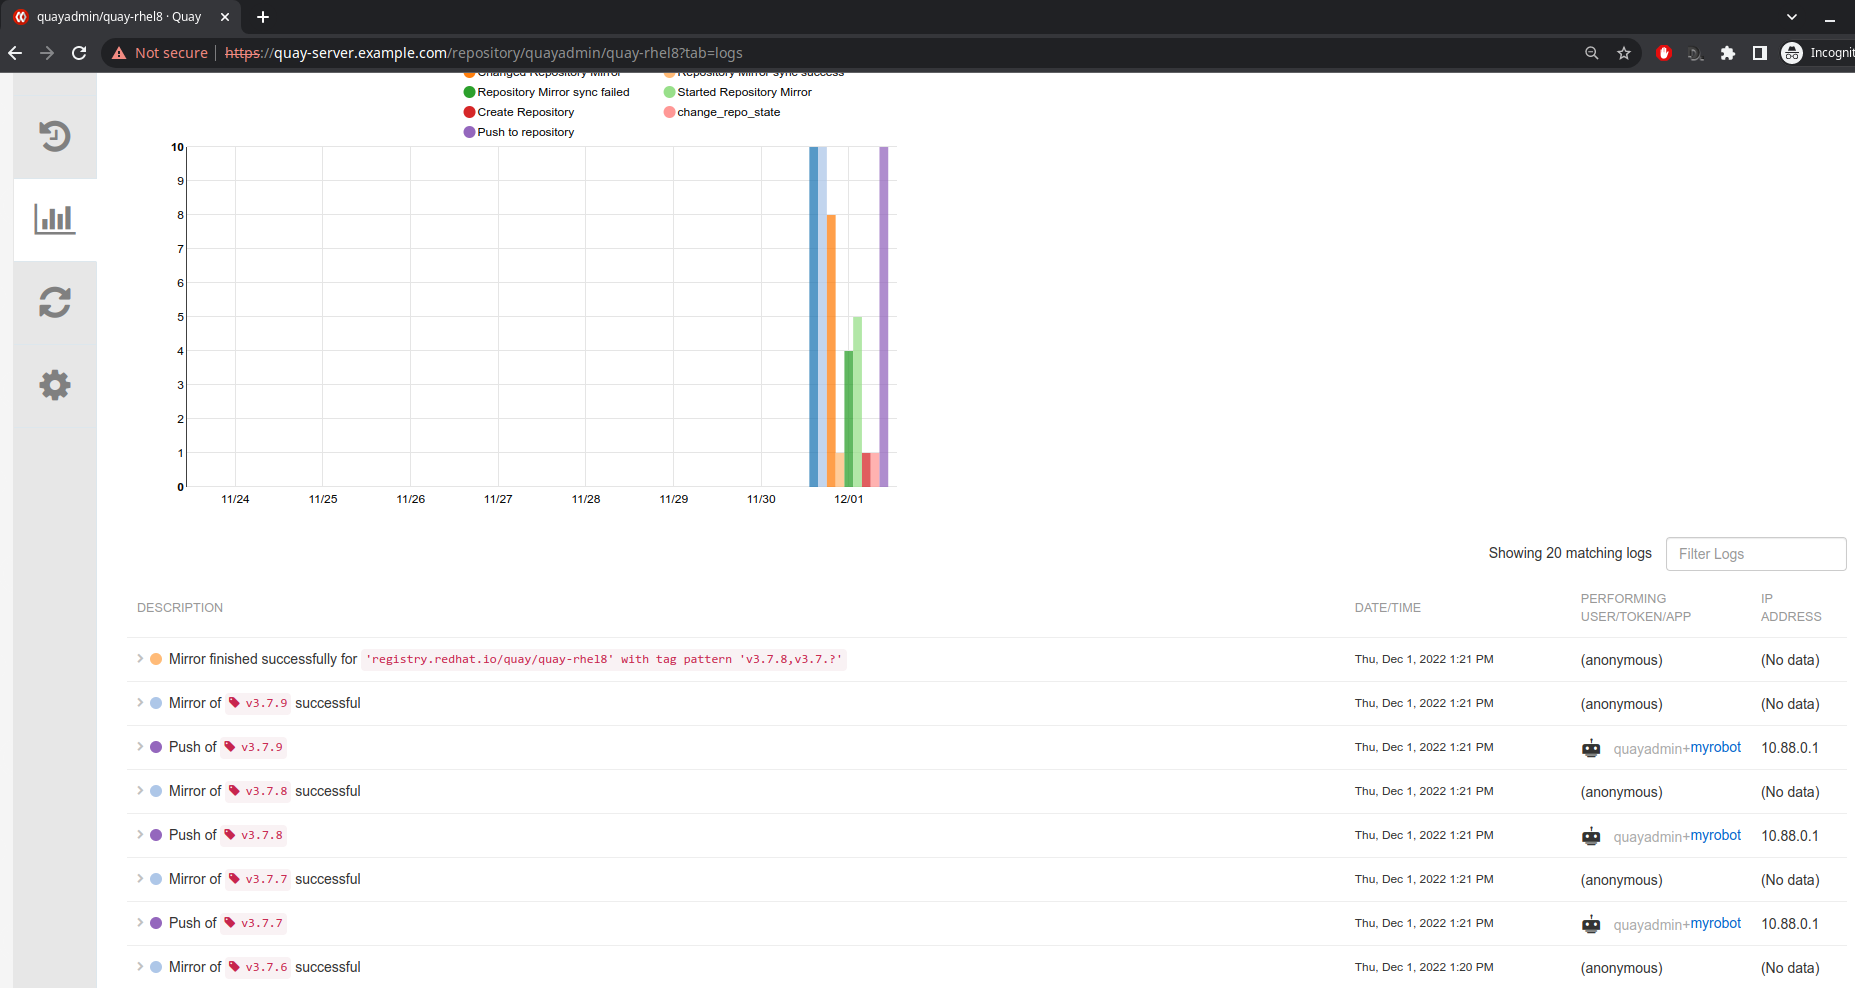 quayadmin/quay-rhel8 · Quay
Not secure https://quay-server.example.com/repository/quayadmin/quay-rhel8?tab=logs Incognit
Changed Repository Mirror Repository Mirror sync success
Repository Mirror sync failed Started Repository Mirror
Create Repository change_repo_state
Push to repository
10
9
8
7
6
5
4
3
2
1
0
11/24 11/25 11/26 11/27 11/28 11/29 11/30 12/01
Showing 20 matching logs Filter Logs
DESCRIPTION DATE/TIME PERFORMING USER/TOKEN/APP IP ADDRESS
Mirror finished successfully for 'registry.redhat.io/quay/quay-rhel8' with tag pattern 'v3.7.8,v3.7.?' Thu, Dec 1, 2022 1:21 PM (anonymous) (No data)
Mirror of v3.7.9 successful Thu, Dec 1, 2022 1:21 PM (anonymous) (No data)
Push of v3.7.9 Thu, Dec 1, 2022 1:21 PM quayadmin+myrobot 10.88.0.1
Mirror of v3.7.8 successful Thu, Dec 1, 2022 1:21 PM (anonymous) (No data)
Push of v3.7.8 Thu, Dec 1, 2022 1:21 PM quayadmin+myrobot 10.88.0.1
Mirror of v3.7.7 successful Thu, Dec 1, 2022 1:21 PM (anonymous) (No data)
Push of v3.7.7 Thu, Dec 1, 2022 1:21 PM quayadmin+myrobot 10.88.0.1
Mirror of v3.7.6 successful Thu, Dec 1, 2022 1:20 PM (anonymous) (No data)